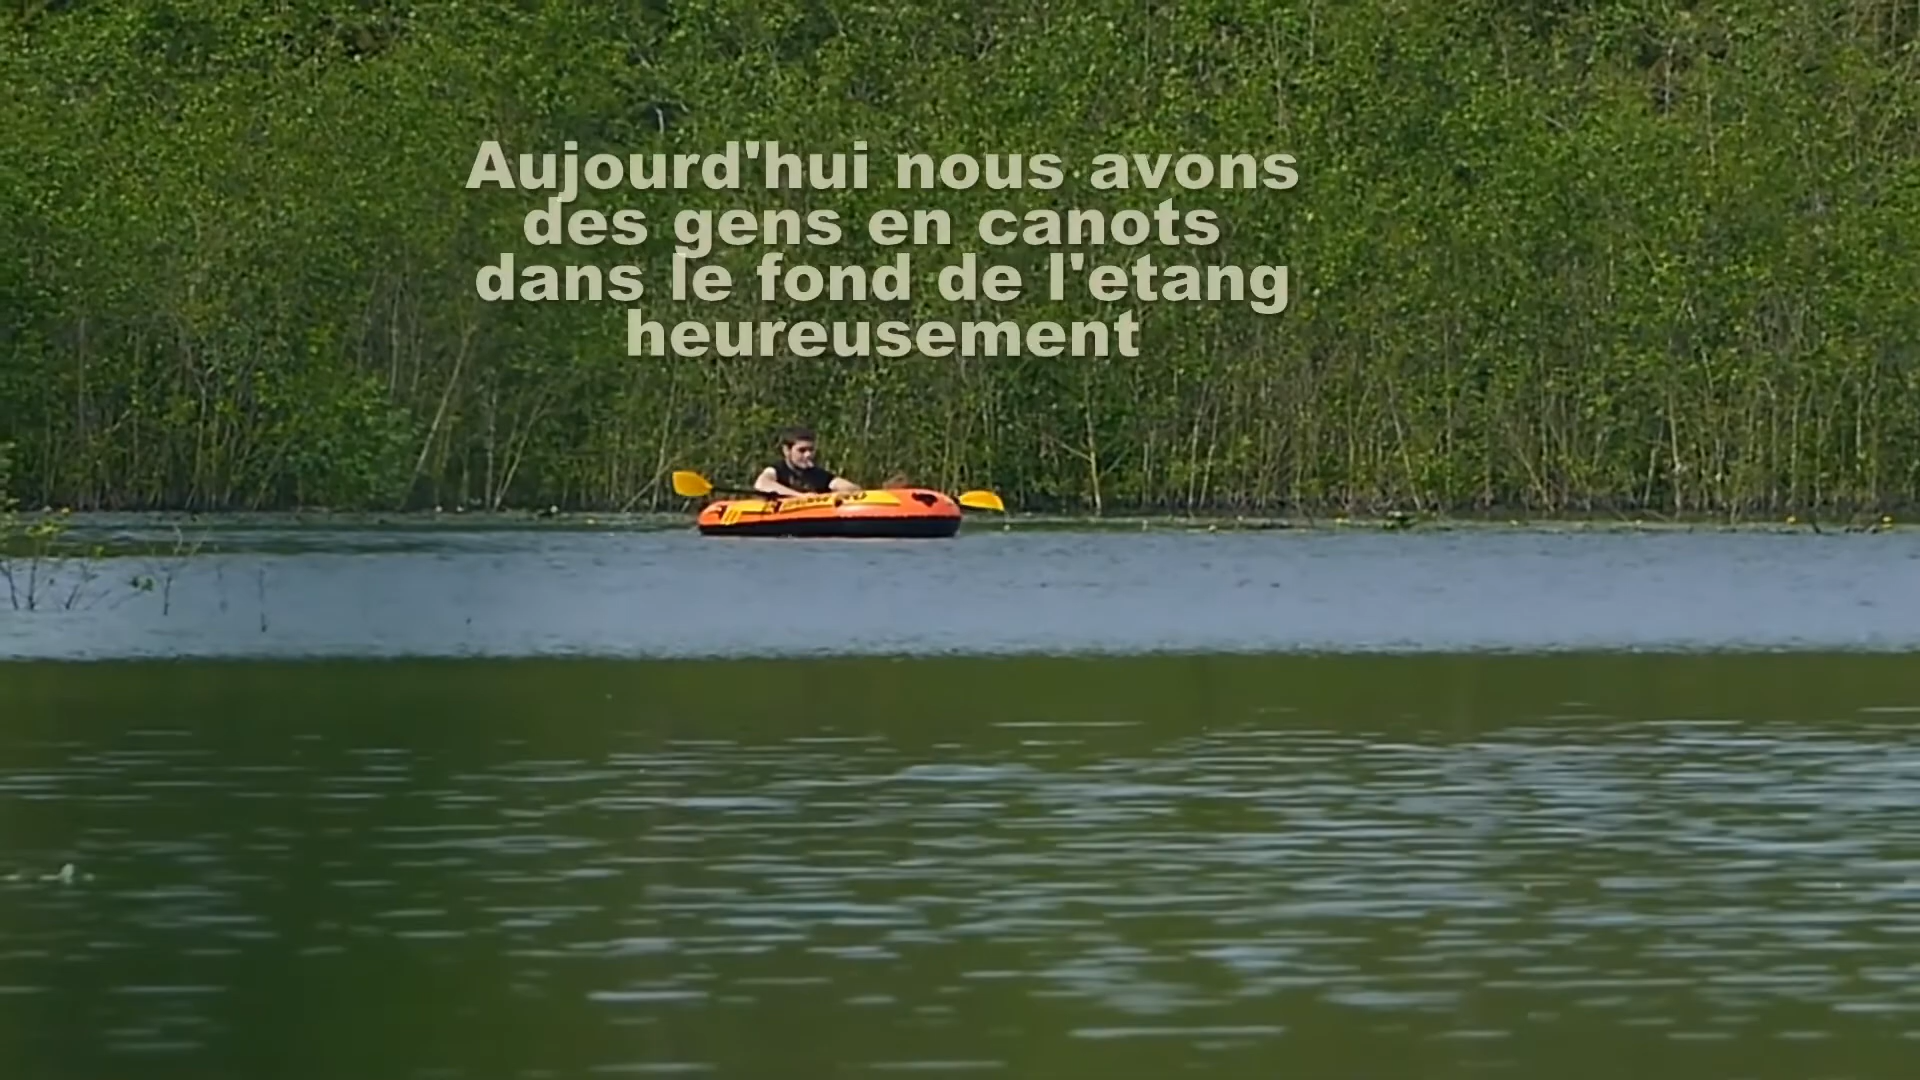 Aujourd'hui nous avons
des gens en canots
dans le fond de l'etang
heureusement